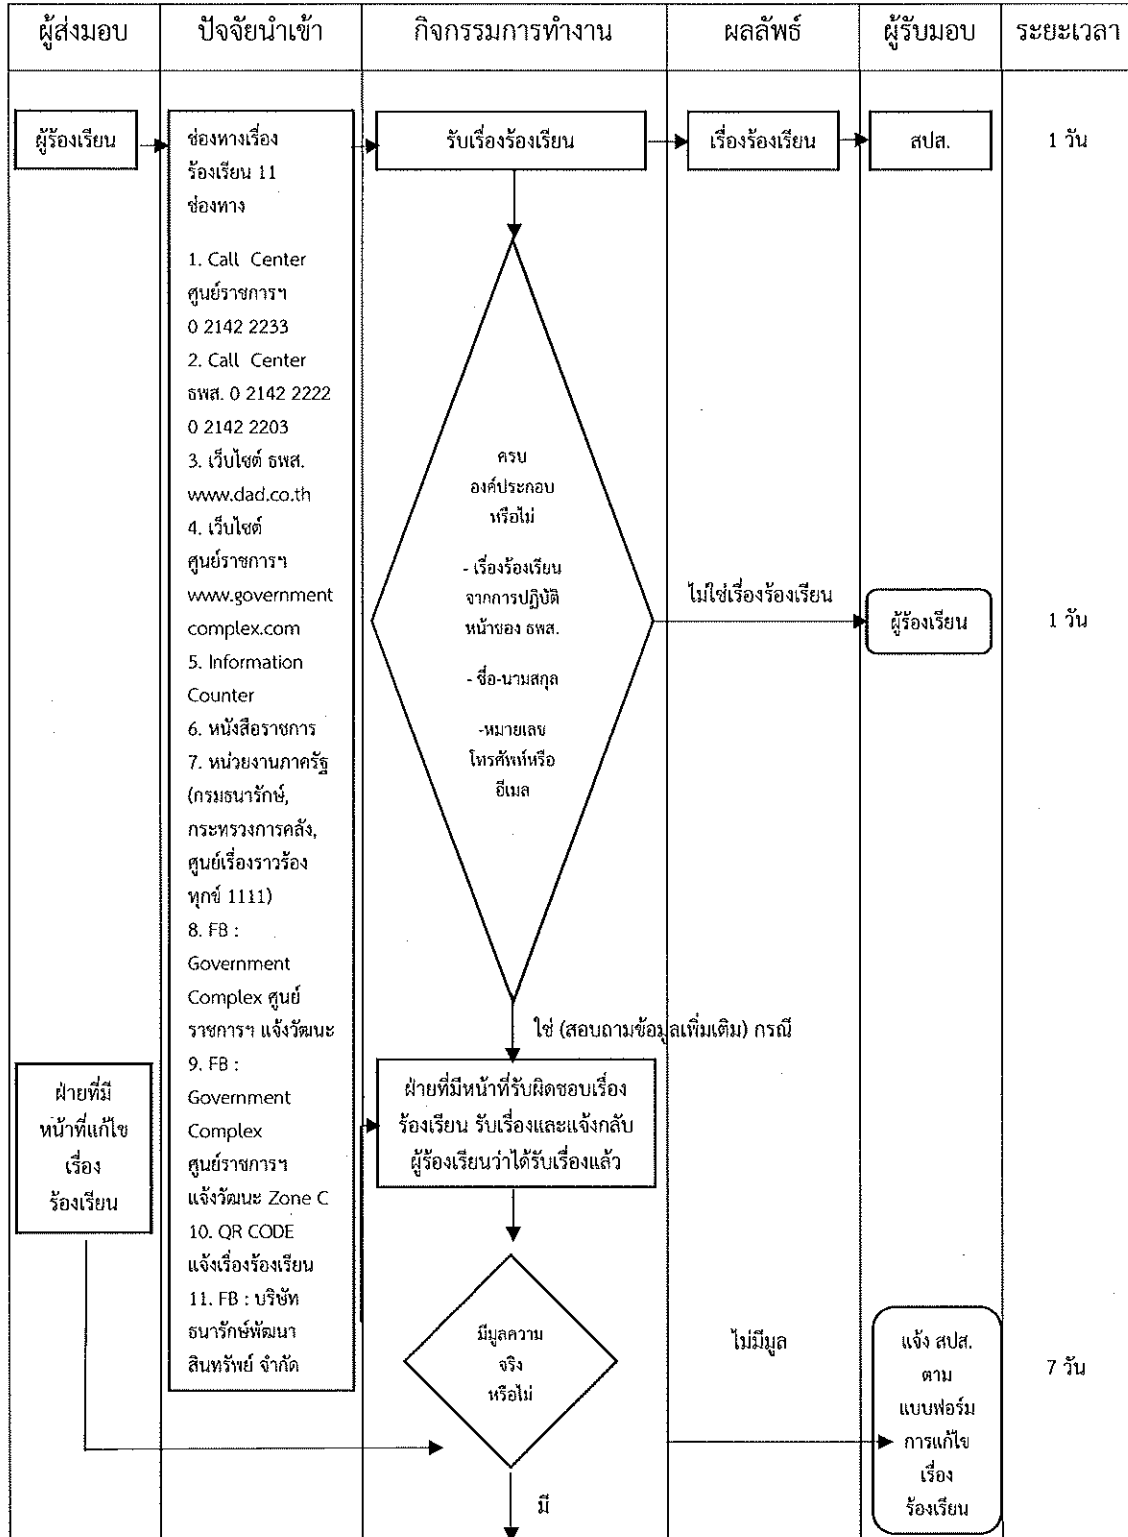 ผู้ส่งมอบ
ปัจจัยนำเข้า
กิจกรรมการทำงาน
ผลลัพธ์
ผู้รับมอบ
ระยะเวลา
ผู้ร้องเรียน
ช่องทางเรื่อง
ร้องเรียน 11
ช่องทาง
1. Call Center
ศูนย์ราชการฯ
0 2142 2233
2. Call Center
ธพส. 0 2142 2222
0 2142 2203
3. เว็บไซต์ ธพส.
www.dad.co.th
4. เว็บไซต์
ศูนย์ราชการฯ
www.government
complex.com
5. Information
Counter
6. หนังสือราชการ
7. หน่วยงานภาครัฐ
(กรมธนารักษ์,
กระทรวงการคลัง,
ศูนย์เรื่องราวร้อง
ทุกข์ 1111)
8. FB :
Government
Complex ศูนย์
ราชการฯ แจ้งวัฒนะ
9. FB :
Government
Complex
ศูนย์ราชการฯ
แจ้งวัฒนะ Zone C
10. QR CODE
แจ้งเรื่องร้องเรียน
11. FB : บริษัท
ธนารักษ์พัฒนา
สินทรัพย์ จำกัด
รับเรื่องร้องเรียน
เรื่องร้องเรียน
สปส.
1 วัน
ครบ
องค์ประกอบ
หรือไม่
- เรื่องร้องเรียน
จากการปฏิบัติ
หน้าของ ธพส.
- ชื่อ-นามสกุล
-หมายเลข
โทรศัพท์หรือ
อีเมล
ไม่ใช่เรื่องร้องเรียน
ผู้ร้องเรียน
1 วัน
ใช่ (สอบถามข้อมูลเพิ่มเติม) กรณี
ฝ่ายที่มี
หน้าที่แก้ไข
เรื่อง
ร้องเรียน
ฝ่ายที่มีหน้าที่รับผิดชอบเรื่อง
ร้องเรียน รับเรื่องและแจ้งกลับ
ผู้ร้องเรียนว่าได้รับเรื่องแล้ว
มีมูลความ
จริง
หรือไม่
ไม่มีมูล
แจ้ง สปส.
ตาม
แบบฟอร์ม
การแก้ไข
เรื่อง
ร้องเรียน
7 วัน
มี